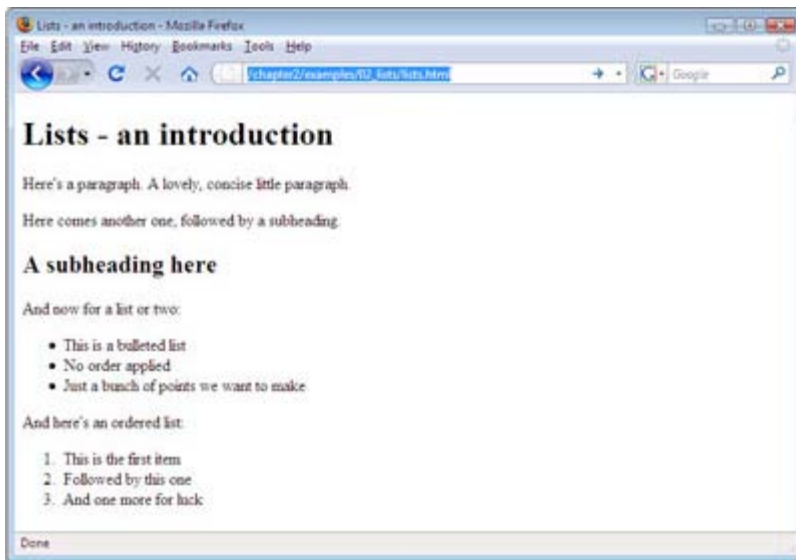 Lists - an introduction - Mozilla Firefox
File Edit View History Bookmarks Tools Help
/chapter2/examples/02_lists/lists.html
Google
Lists - an introduction
Here's a paragraph. A lovely, concise little paragraph.
Here comes another one, followed by a subheading.
A subheading here
And now for a list or two:
• This is a bulleted list
• No order applied
• Just a bunch of points we want to make
And here's an ordered list:
1. This is the first item
2. Followed by this one
3. And one more for luck
Done